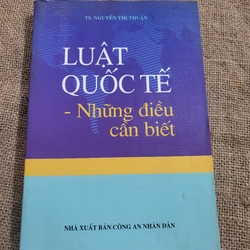 TS. NGUYỄN THỊ THUẬN
LUẬT
QUỐC TẾ
- Những điều
cần biết
NHÀ XUẤT BẢN CÔNG AN NHÂN DÂN